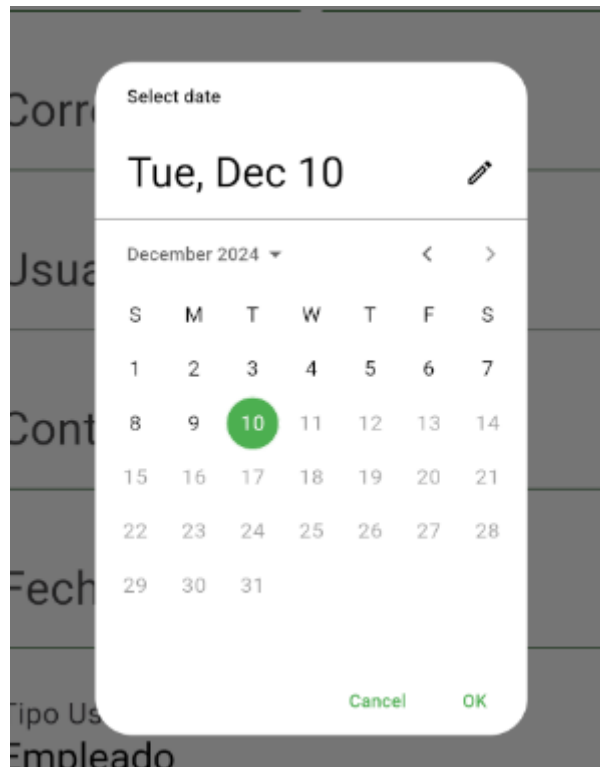 Corr
Select date
Tue, Dec 10
Usua
December 2024
S M T W T F S
1 2 3 4 5 6 7
Cont
8 9 10 11 12 13 14
15 16 17 18 19 20 21
22 23 24 25 26 27 28
Fech
29 30 31
Cancel OK
Tipo Us
Empleado